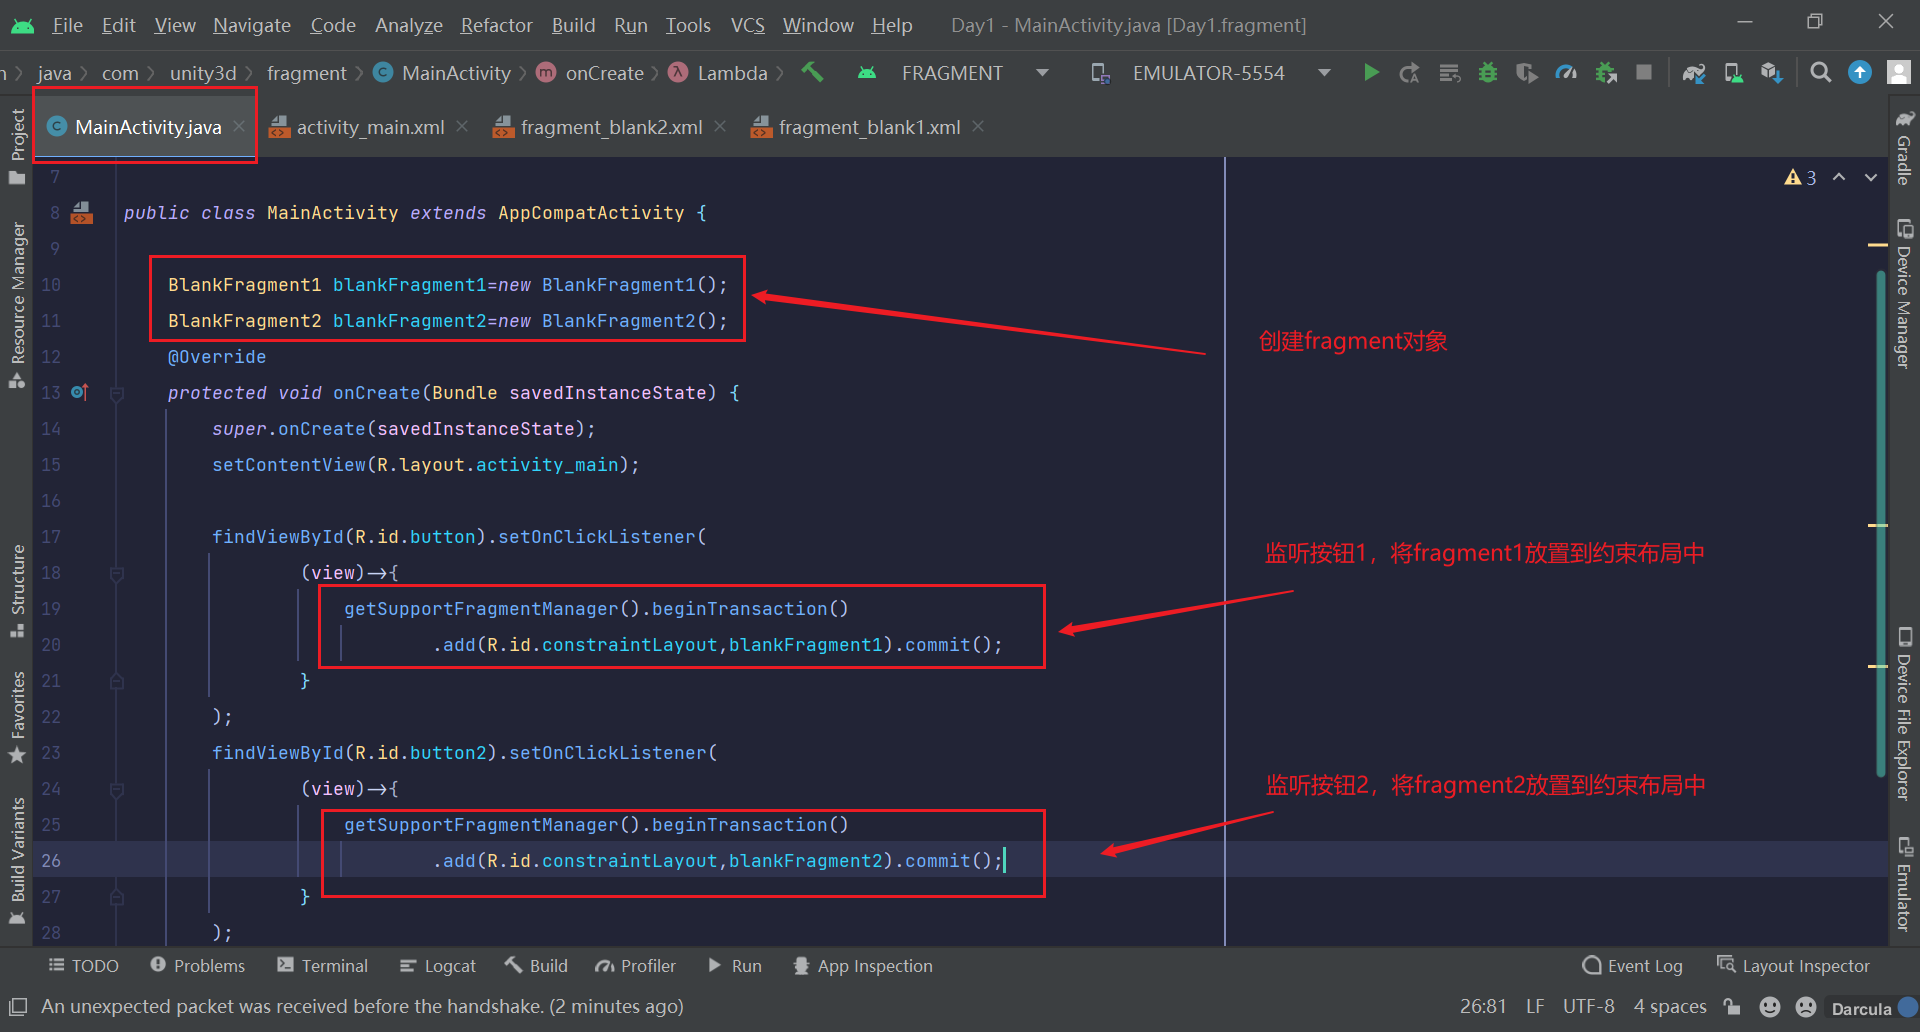 File Edit View Navigate Code Analyze Refactor Build Run Tools VCS Window Help Day1 - MainActivity.java [Day1.fragment]
java com unity3d fragment MainActivity onCreate Lambda FRAGMENT EMULATOR-5554
MainActivity.java activity_main.xml fragment_blank2.xml fragment_blank1.xml
Project
Resource Manager
Structure
Favorites
Build Variants
7
8 public class MainActivity extends AppCompatActivity {
9
10 BlankFragment1 blankFragment1=new BlankFragment1();
11 BlankFragment2 blankFragment2=new BlankFragment2();
12 @Override
13 protected void onCreate(Bundle savedInstanceState) {
14 super.onCreate(savedInstanceState);
15 setContentView(R.layout.activity_main);
16
17 findViewById(R.id.button).setOnClickListener(
18 (view)->{
19 getSupportFragmentManager().beginTransaction()
20 .add(R.id.constraintLayout,blankFragment1).commit();
21 }
22 );
23 findViewById(R.id.button2).setOnClickListener(
24 (view)->{
25 getSupportFragmentManager().beginTransaction()
26 .add(R.id.constraintLayout,blankFragment2).commit();
27 }
28 );
创建fragment对象
监听按钮1，将fragment1放置到约束布局中
监听按钮2，将fragment2放置到约束布局中
3
Gradle
Device Manager
Device File Explorer
Emulator
TODO Problems Terminal Logcat Build Profiler Run App Inspection Event Log Layout Inspector
An unexpected packet was received before the handshake. (2 minutes ago) 26:81 LF UTF-8 4 spaces Darcula